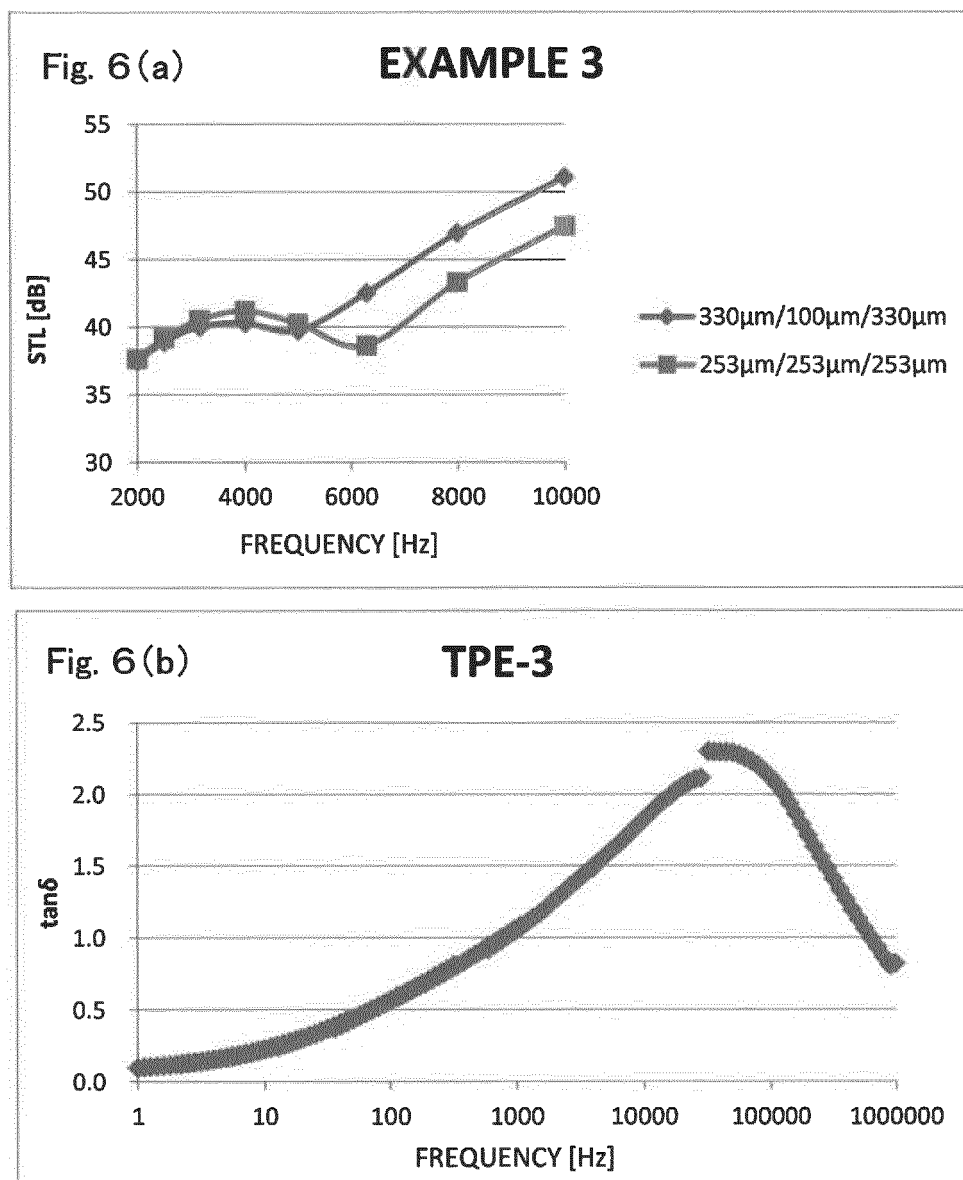 Fig. 6(a)
EXAMPLE 3
55
50
45
40
35
30
STL [dB]
2000 4000 6000 8000 10000
FREQUENCY [Hz]
330μm/100μm/330μm
253μm/253μm/253μm
Fig. 6(b)
TPE-3
2.5
2.0
1.5
1.0
0.5
0.0
tanδ
1 10 100 1000 10000 100000 1000000
FREQUENCY [Hz]